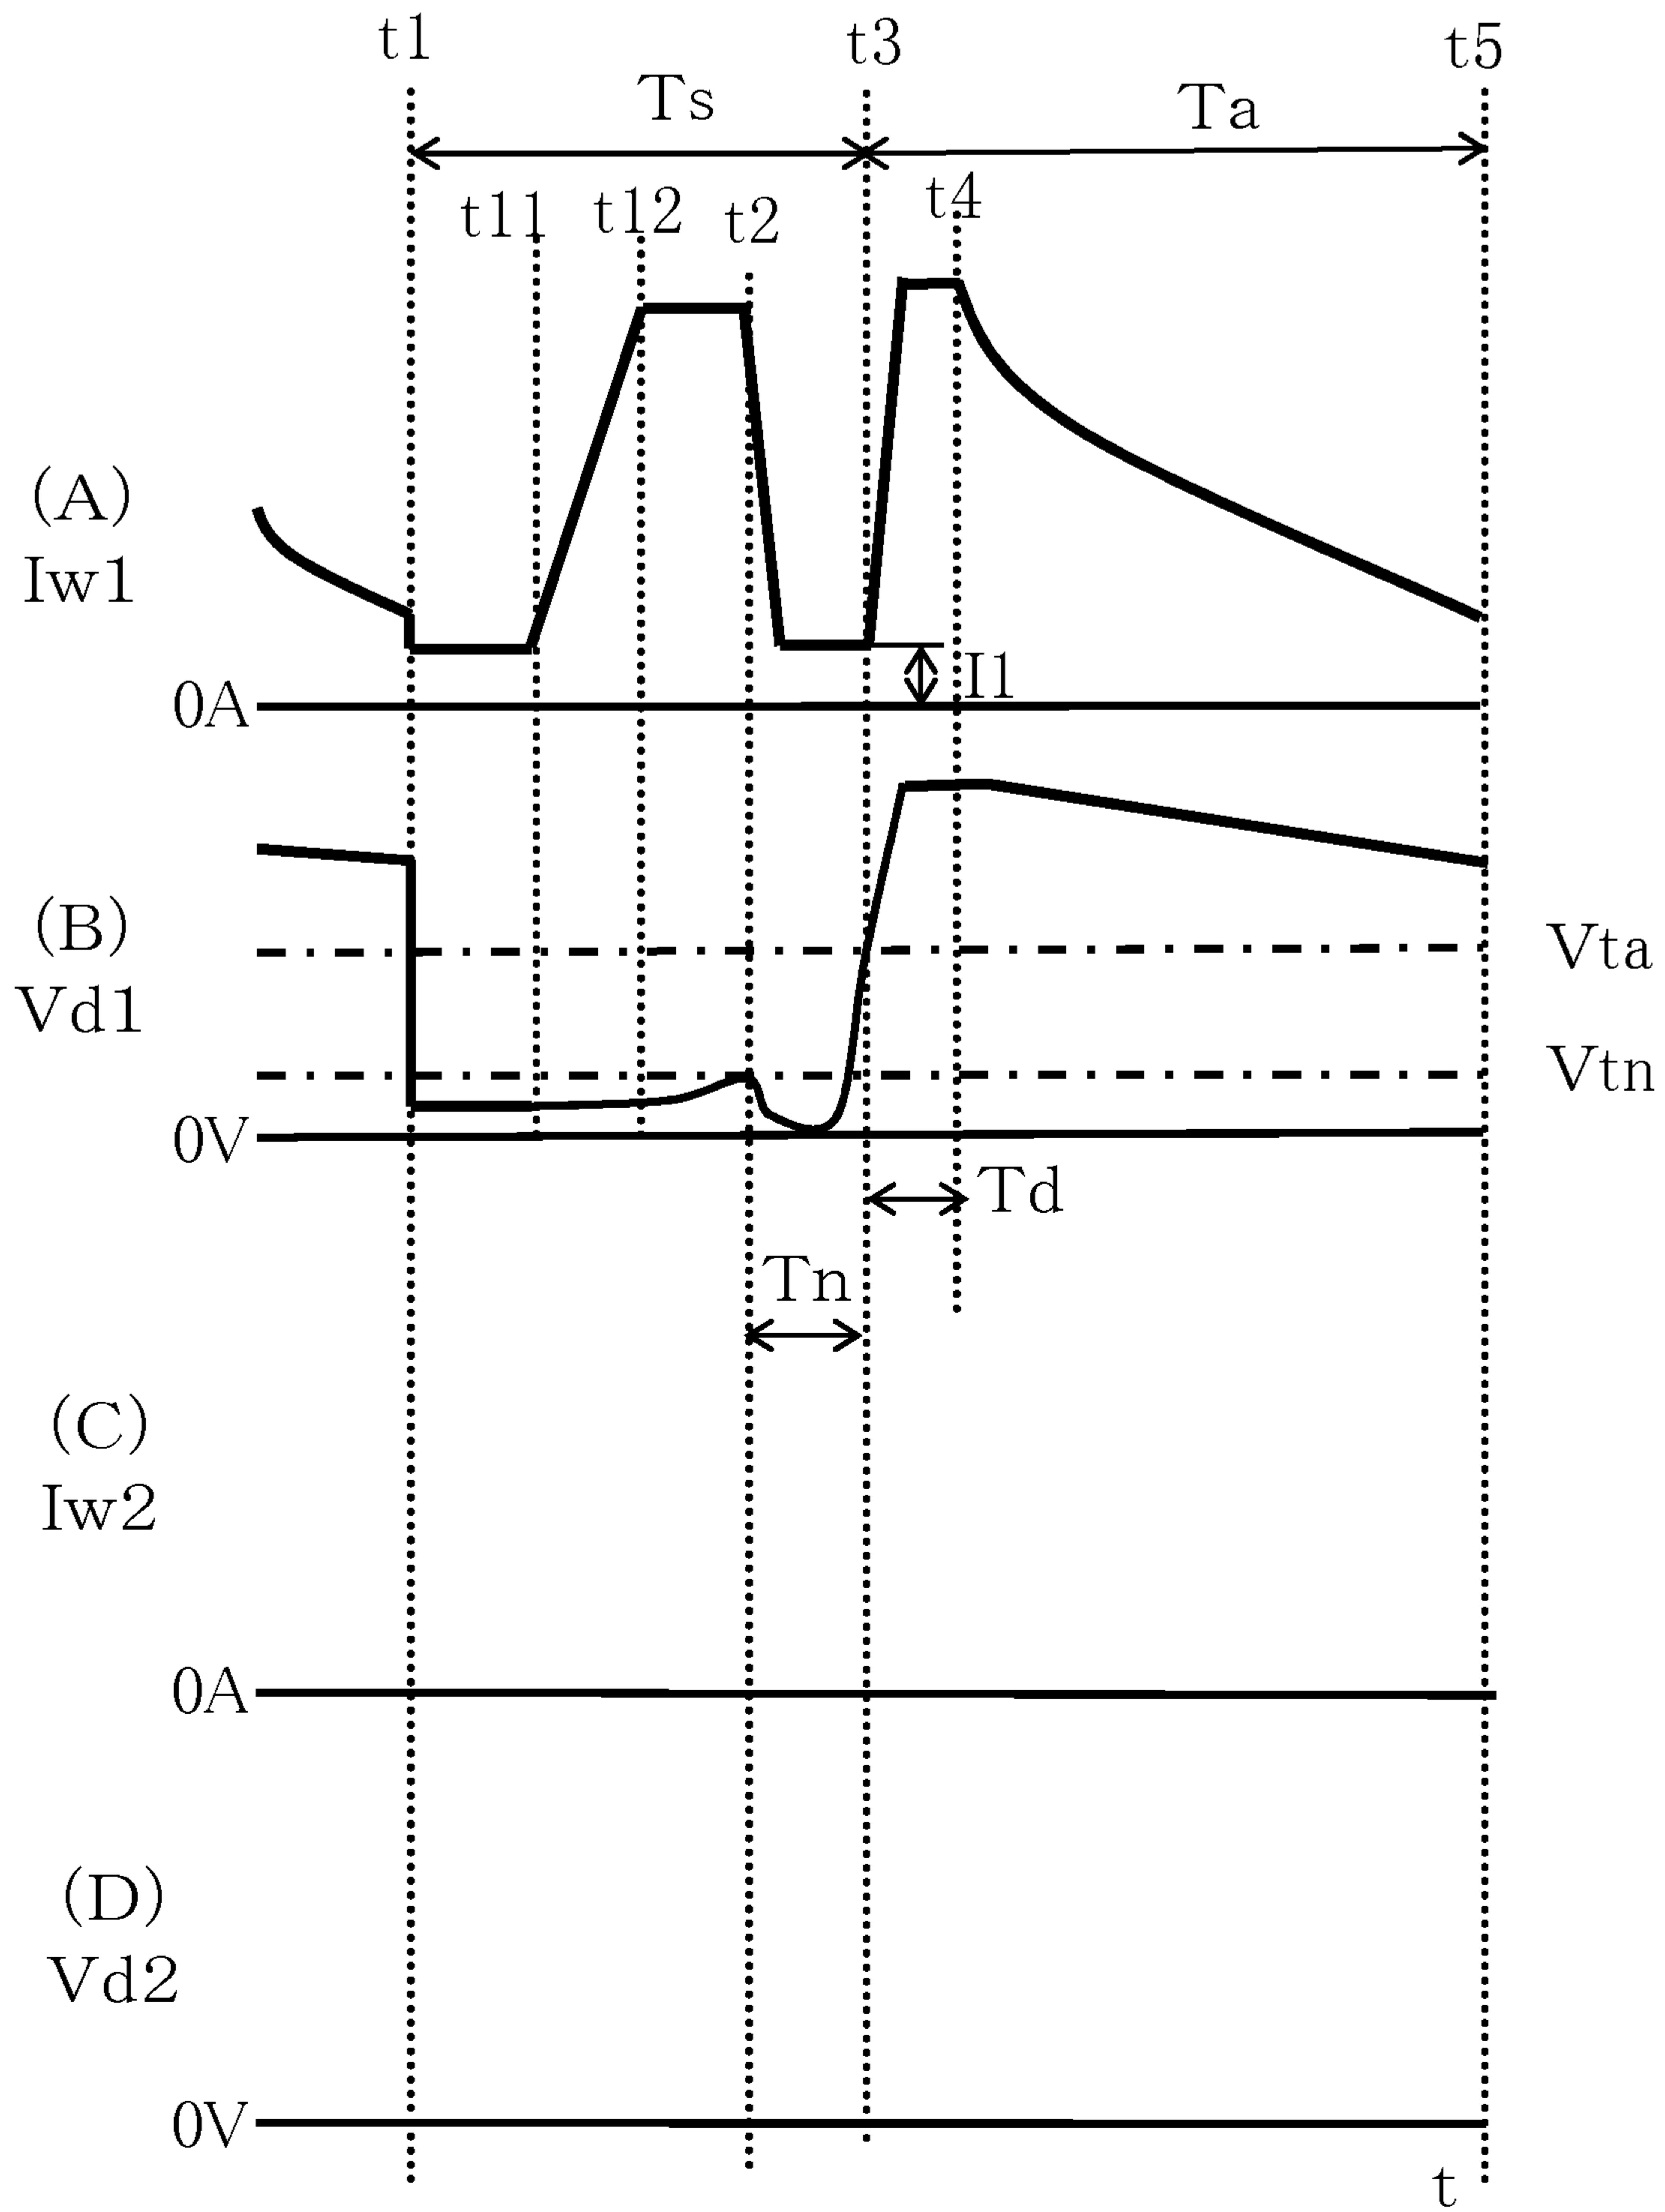 t1
t3
t5
Ts
Ta
t11
t12
t2
t4
(A)
Iw1
I1
0A
(B)
Vd1
Vta
Vtn
0V
Td
Tn
(C)
Iw2
0A
(D)
Vd2
0V
t